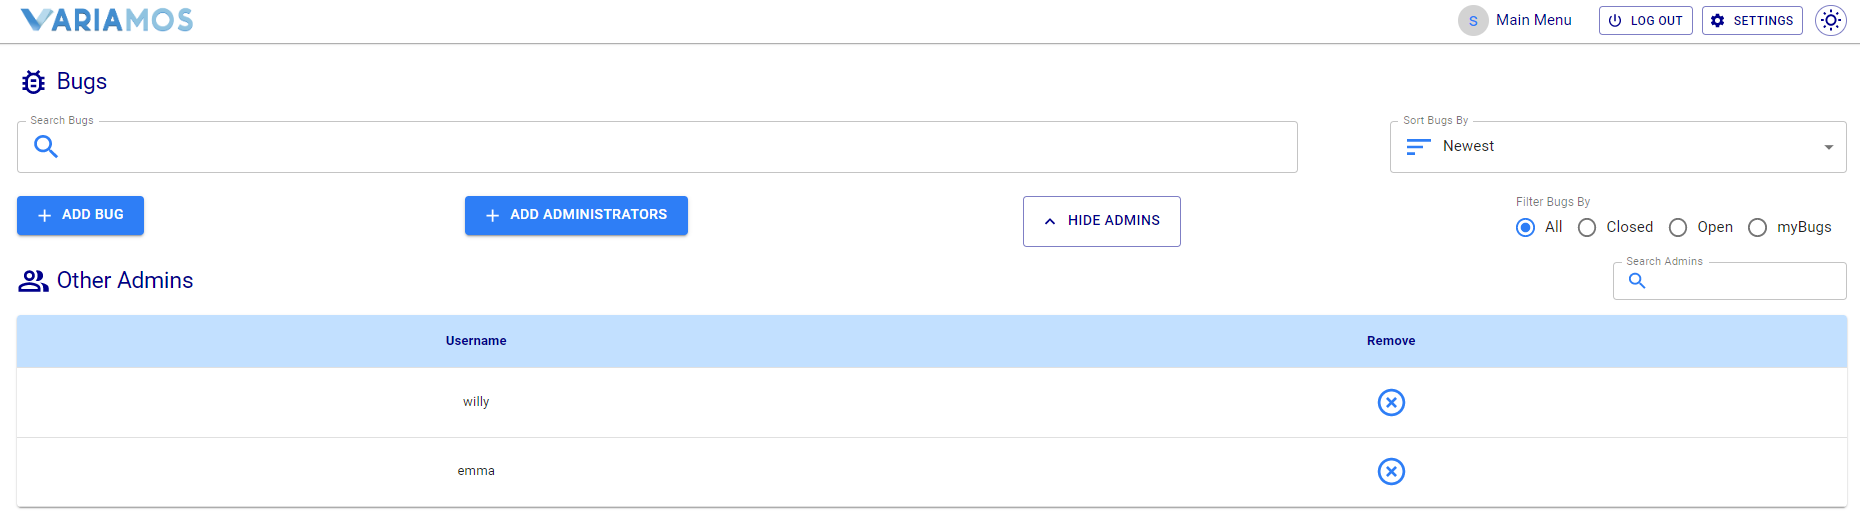 VARIAMOS
S Main Menu LOG OUT SETTINGS
Bugs
Search Bugs
Sort Bugs By
Newest
ADD BUG
ADD ADMINISTRATORS
HIDE ADMINS
Filter Bugs By
All Closed Open myBugs
Other Admins
Search Admins
Username Remove
willy
emma